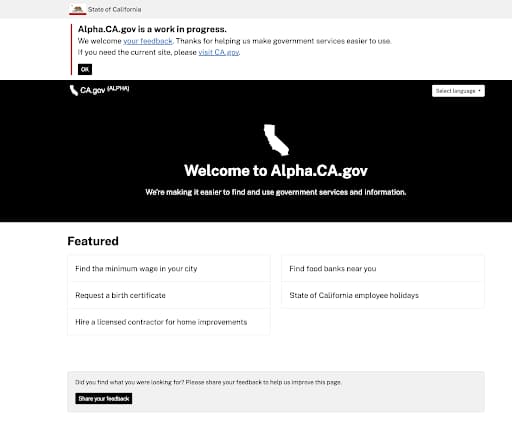 State of California
Alpha.CA.gov is a work in progress.
We welcome your feedback. Thanks for helping us make government services easier to use.
If you need the current site, please visit CA.gov.
OK
CA.gov (ALPHA)
Select language
Welcome to Alpha.CA.gov
We're making it easier to find and use government services and information.
Featured
Find the minimum wage in your city
Find food banks near you
Request a birth certificate
State of California employee holidays
Hire a licensed contractor for home improvements
Did you find what you were looking for? Please share your feedback to help us improve this page.
Share your feedback